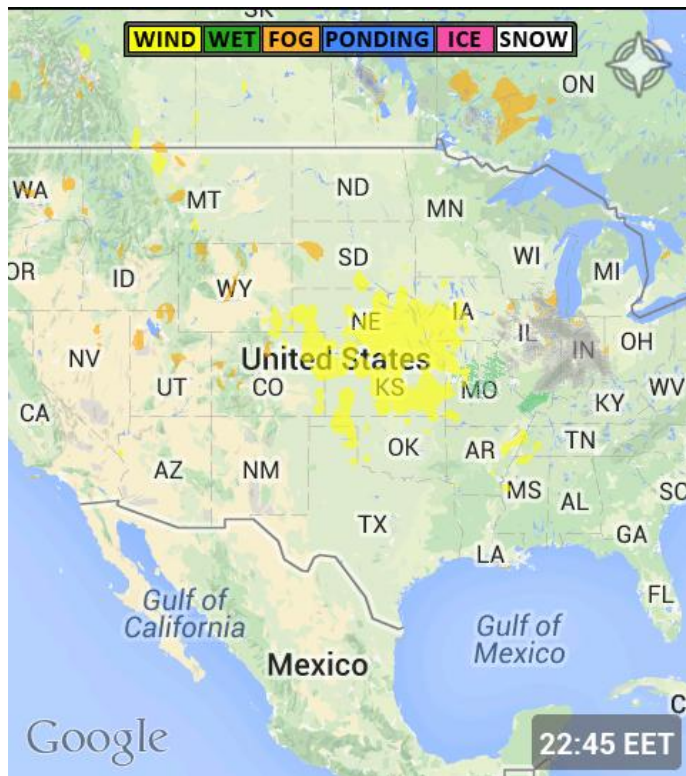 SK
WIND WET FOG PONDING ICE SNOW
ON
WA
MT
ND
MN
OR
ID
WY
SD
WI
MI
NE
IA
IL
IN
OH
NV
UT
United States
CO
KS
MO
KY
WV
CA
AZ
NM
OK
AR
TN
MS
AL
SC
TX
LA
GA
FL
Gulf of
California
Gulf of
Mexico
Mexico
C
Google
22:45 EET